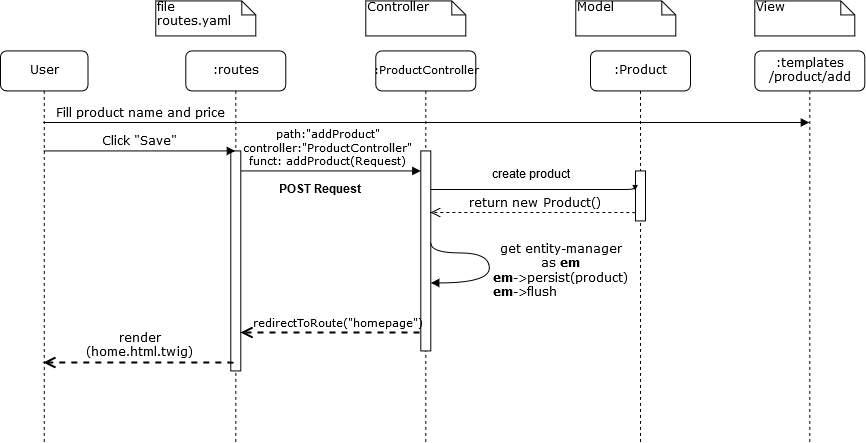 file
routes.yaml
Controller
Model
View
User
:routes
:ProductController
:Product
:templates
/product/add
Fill product name and price
Click "Save"
path:"addProduct"
controller:"ProductController"
funct: addProduct(Request)
POST Request
create product
return new Product()
get entity-manager
as em
em->persist(product)
em->flush
redirectToRoute("homepage")
render
(home.html.twig)